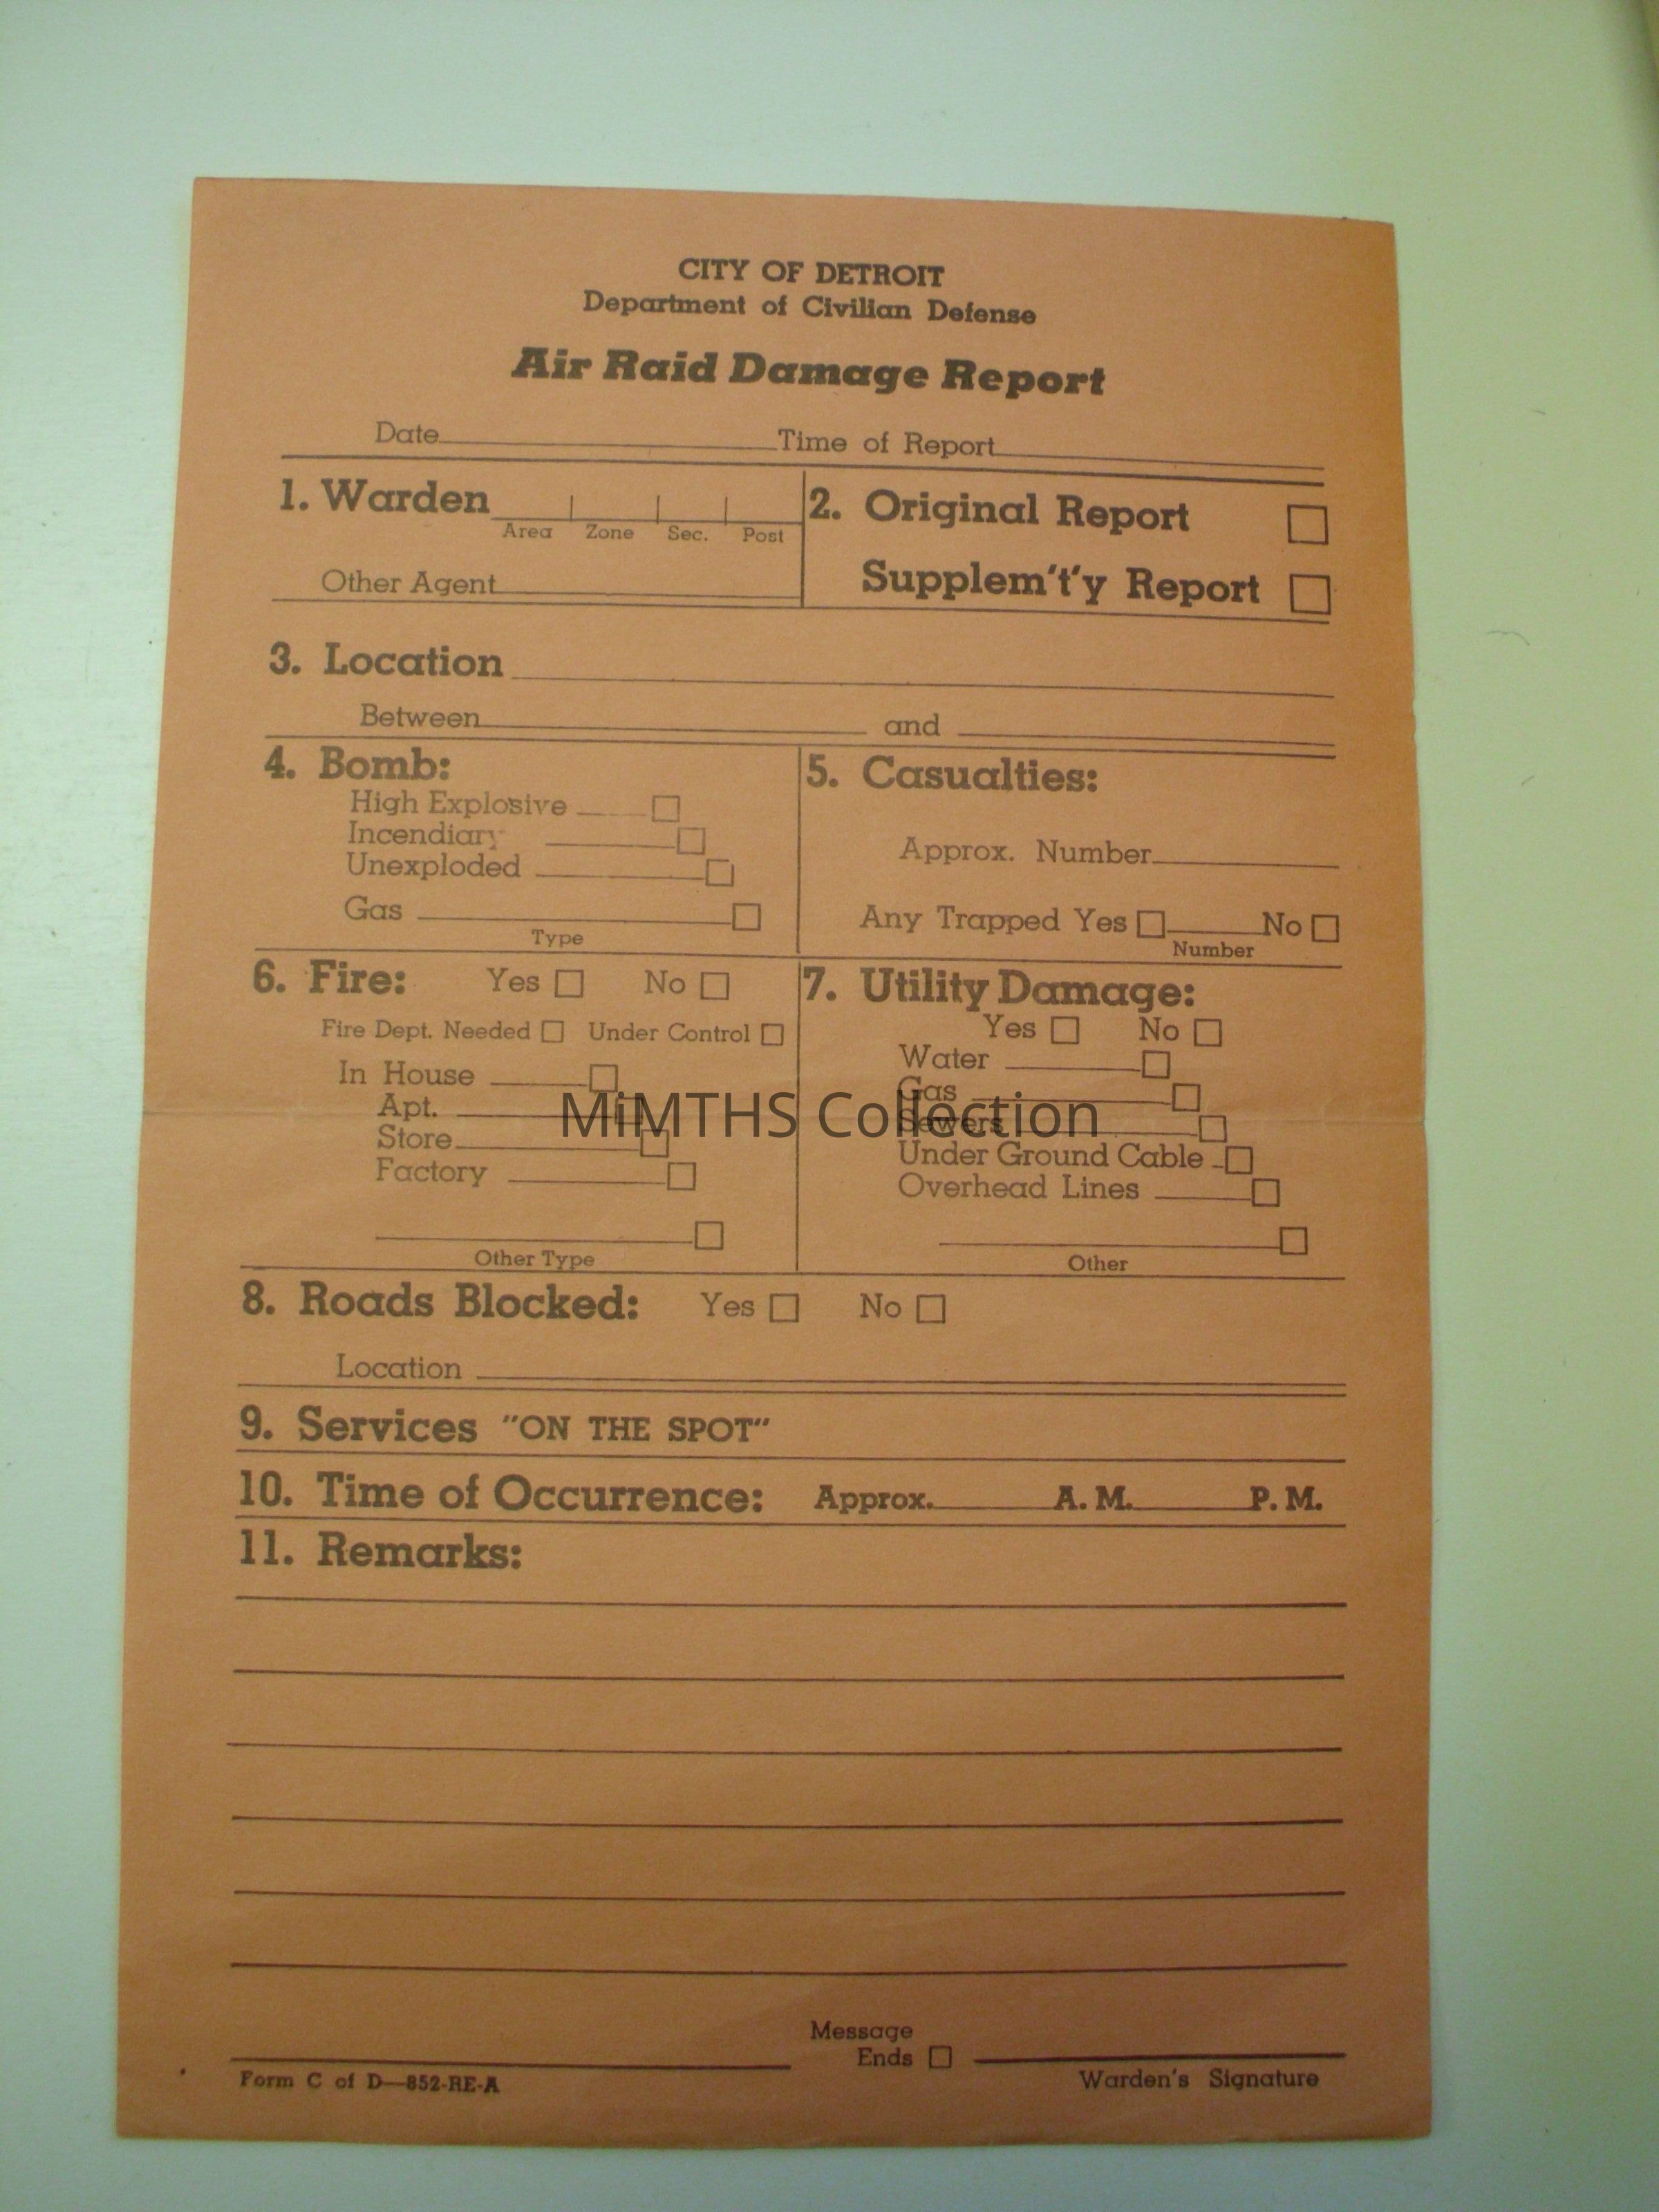 CITY OF DETROIT
Department of Civilian Defense
Air Raid Damage Report
Date Time of Report
1. Warden
Area Zone Sec. Post
Other Agent
2. Original Report
Supplem't'y Report
3. Location
Between and
4. Bomb:
High Explosive
Incendiary
Unexploded
Gas
Type
5. Casualties:
Approx. Number
Any Trapped Yes No
Number
6. Fire: Yes No
Fire Dept. Needed Under Control
In House
Apt.
Store
Factory
Other Type
7. Utility Damage:
Yes No
Water
Gas
Sewers
Under Ground Cable
Overhead Lines
Other
MiMTHS Collection
8. Roads Blocked: Yes No
Location
9. Services "ON THE SPOT"
10. Time of Occurrence: Approx. A. M. P. M.
11. Remarks:
Message
Ends
Form C of D—852-RE-A
Warden's Signature